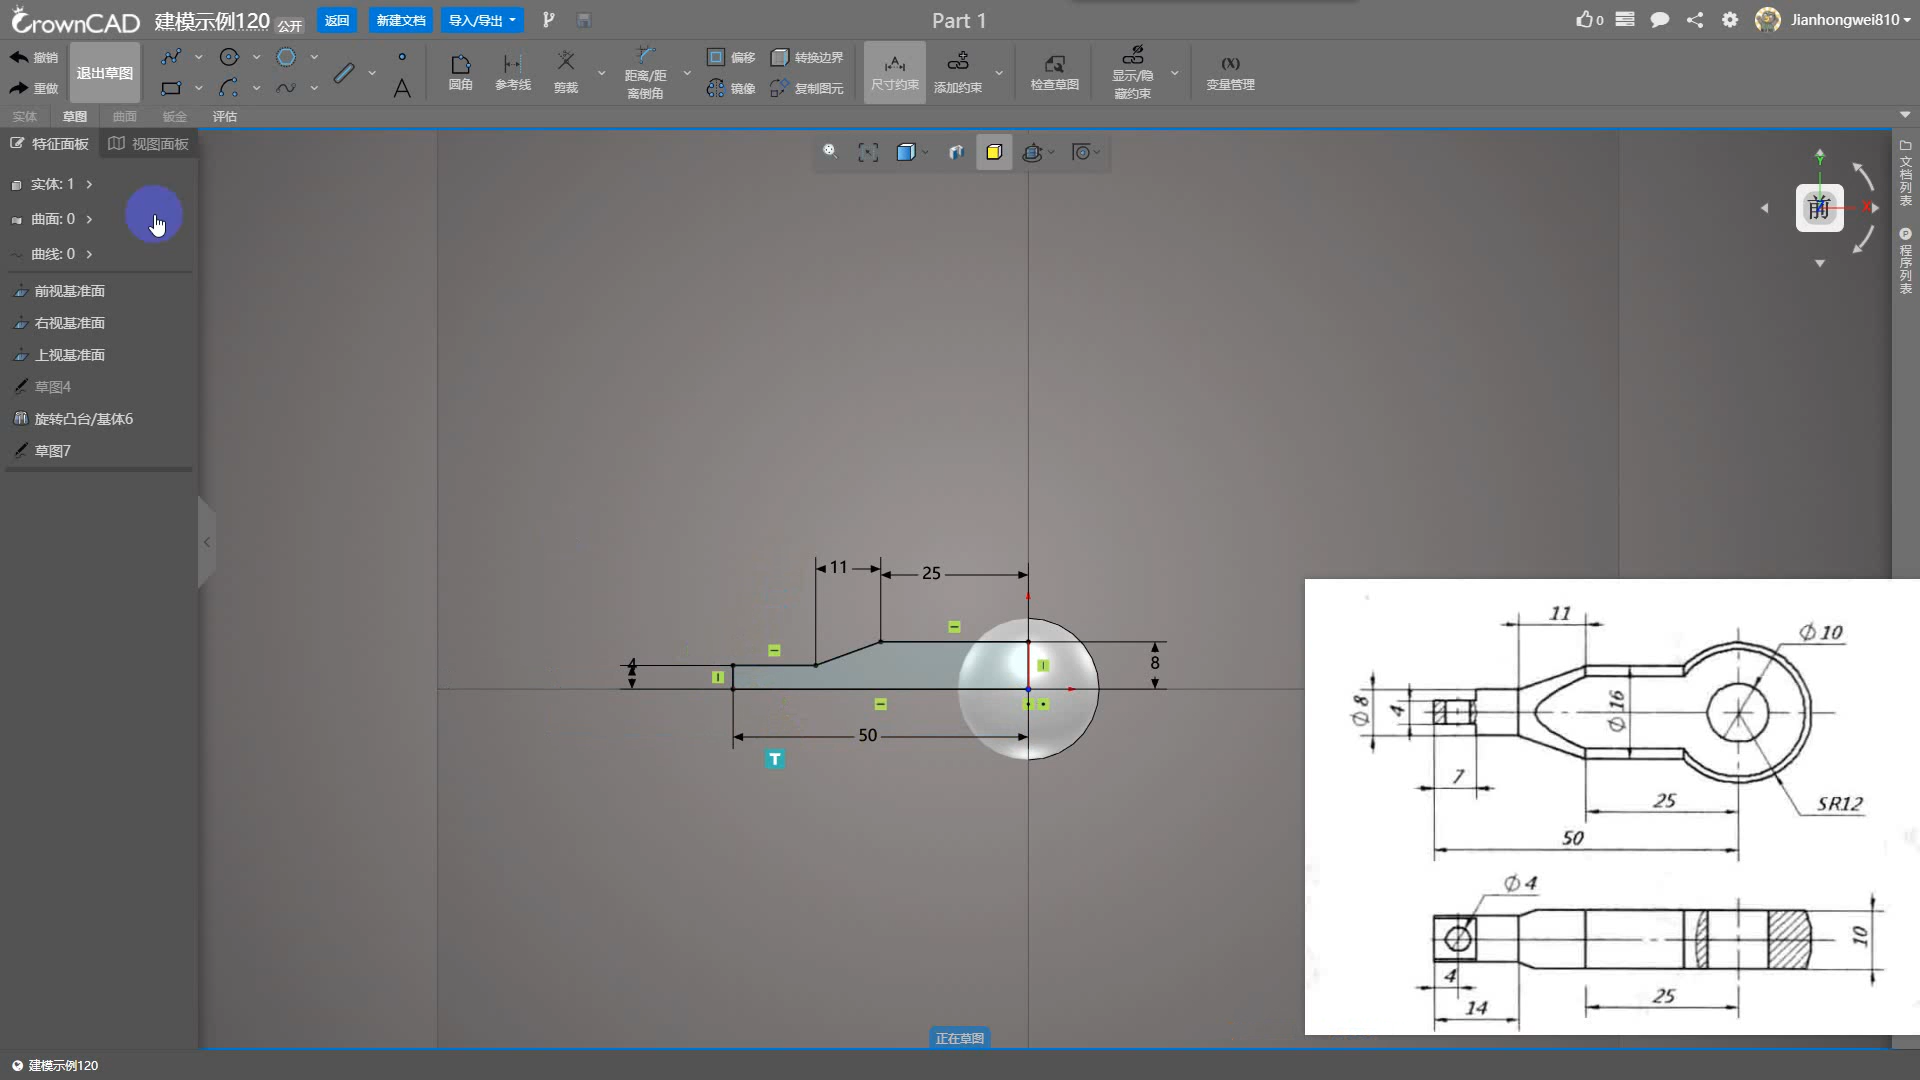 CrownCAD 建模示例120 公开 返回 新建文档 导入/导出 Part 1 0 Jianhongwei810
撤销 退出草图 重做 圆角 参考线 剪裁 距离/距离倒角 偏移 镜像 转换边界 复制图元 尺寸约束 添加约束 检查草图 显示/隐藏约束 (x) 变量管理
A
实体 草图 曲面 钣金 评估
特征面板 视图面板
实体: 1
曲面: 0
曲线: 0
前视基准面
右视基准面
上视基准面
草图4
旋转凸台/基体6
草图7
Y
前 X
文档列表
P 程序列表
11 25
4 8
50
T
11
Ø10
Ø8 4 Ø16
7
25 SR12
50
Ø4
10
4
14 25
正在草图
建模示例120